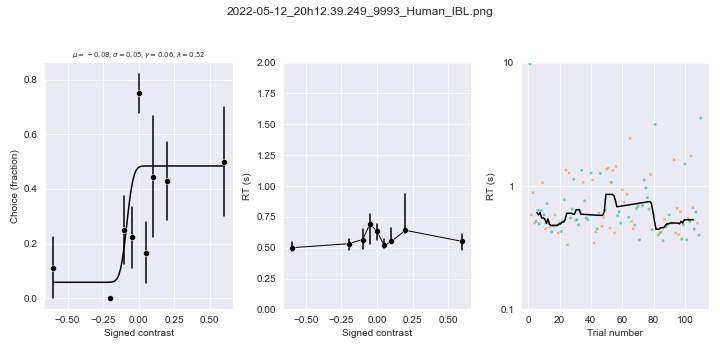 2022-05-12_20h12.39.249_9993_Human_IBL.png
μ = −0.08, σ = 0.05, γ = 0.06, λ = 0.52
Choice (fraction)
0.8
0.6
0.4
0.2
0.0
−0.50 −0.25 0.00 0.25 0.50
Signed contrast
RT (s)
2.00
1.75
1.50
1.25
1.00
0.75
0.50
0.25
0.00
−0.50 −0.25 0.00 0.25 0.50
Signed contrast
RT (s)
10
1
0.1
0 20 40 60 80 100
Trial number